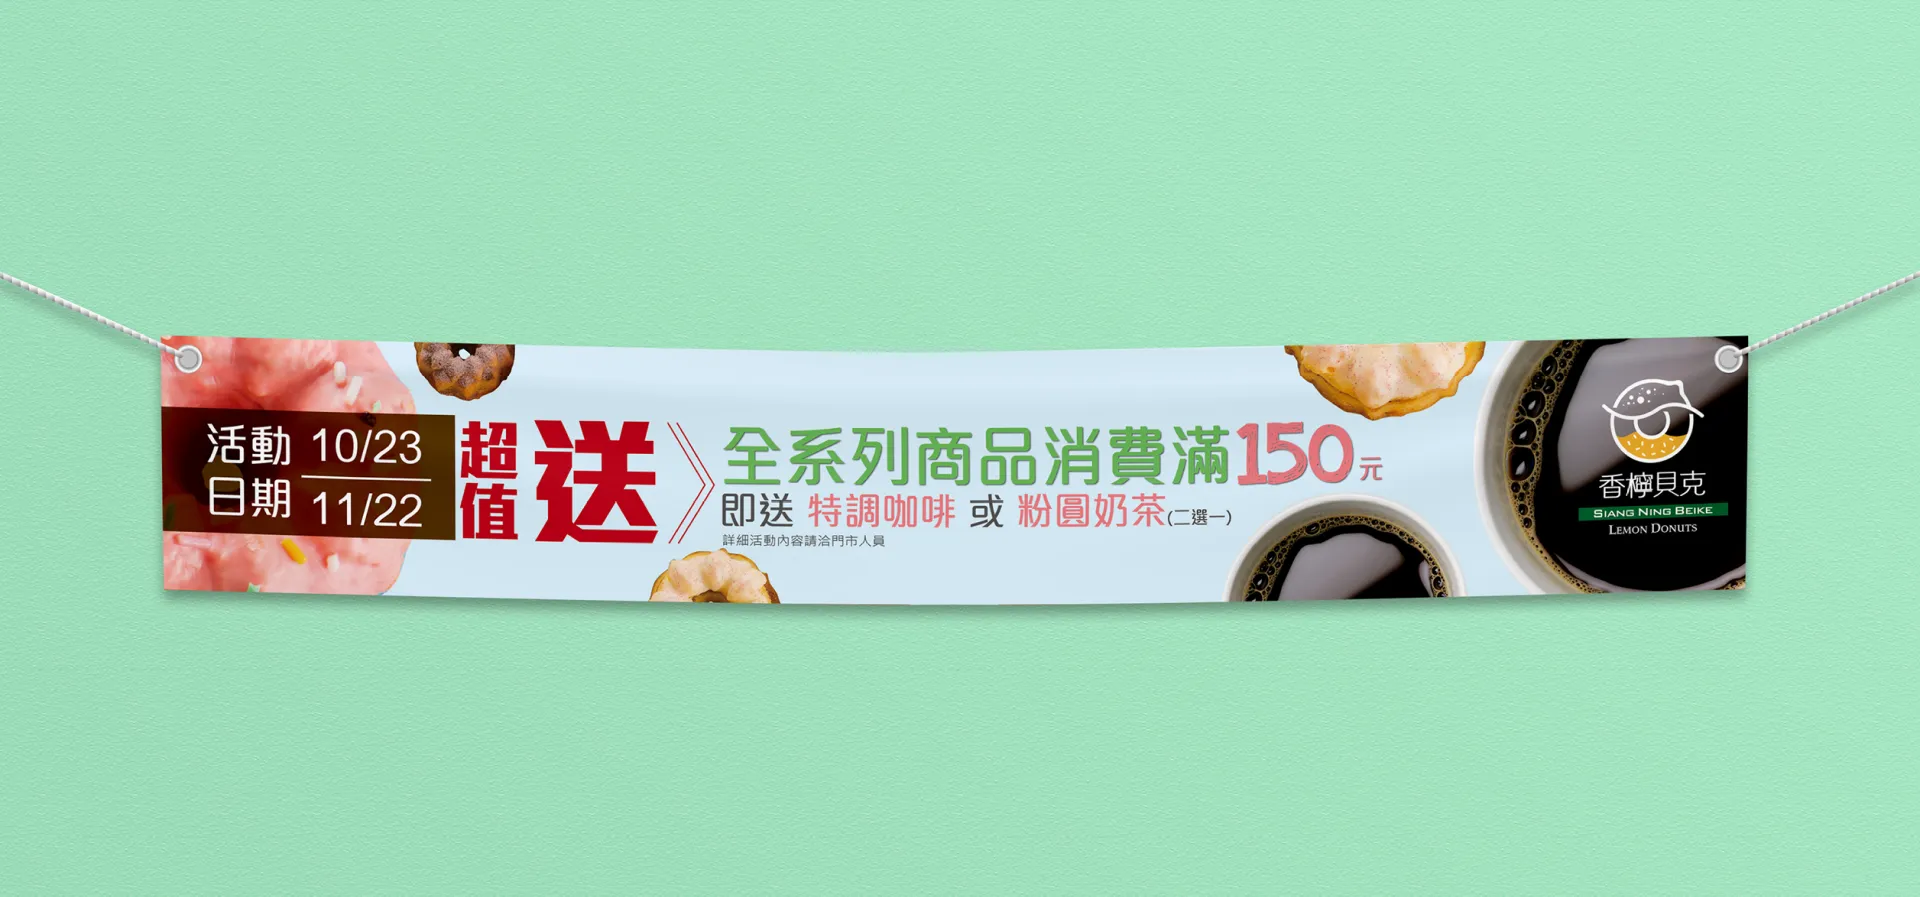 活動日期
10/23
11/22
超值送
全系列商品消費滿150元
即送 特調咖啡 或 粉圓奶茶(二選一)
詳細活動內容請洽門市人員
香檸貝克
SIANG NING BEIKE
LEMON DONUTS